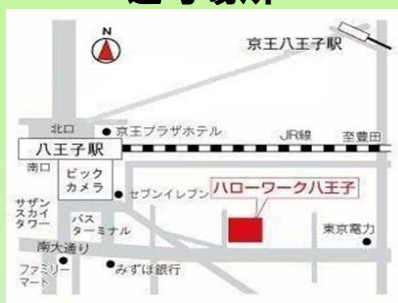 N
京王八王子駅
北口
京王プラザホテル
JR線
至豊田
八王子駅
南口
ビック
カメラ
セブンイレブン
ハローワーク八王子
サザン
スカイ
タワー
バス
ターミナル
東京電力
南大通り
ファミリー
マート
みずほ銀行